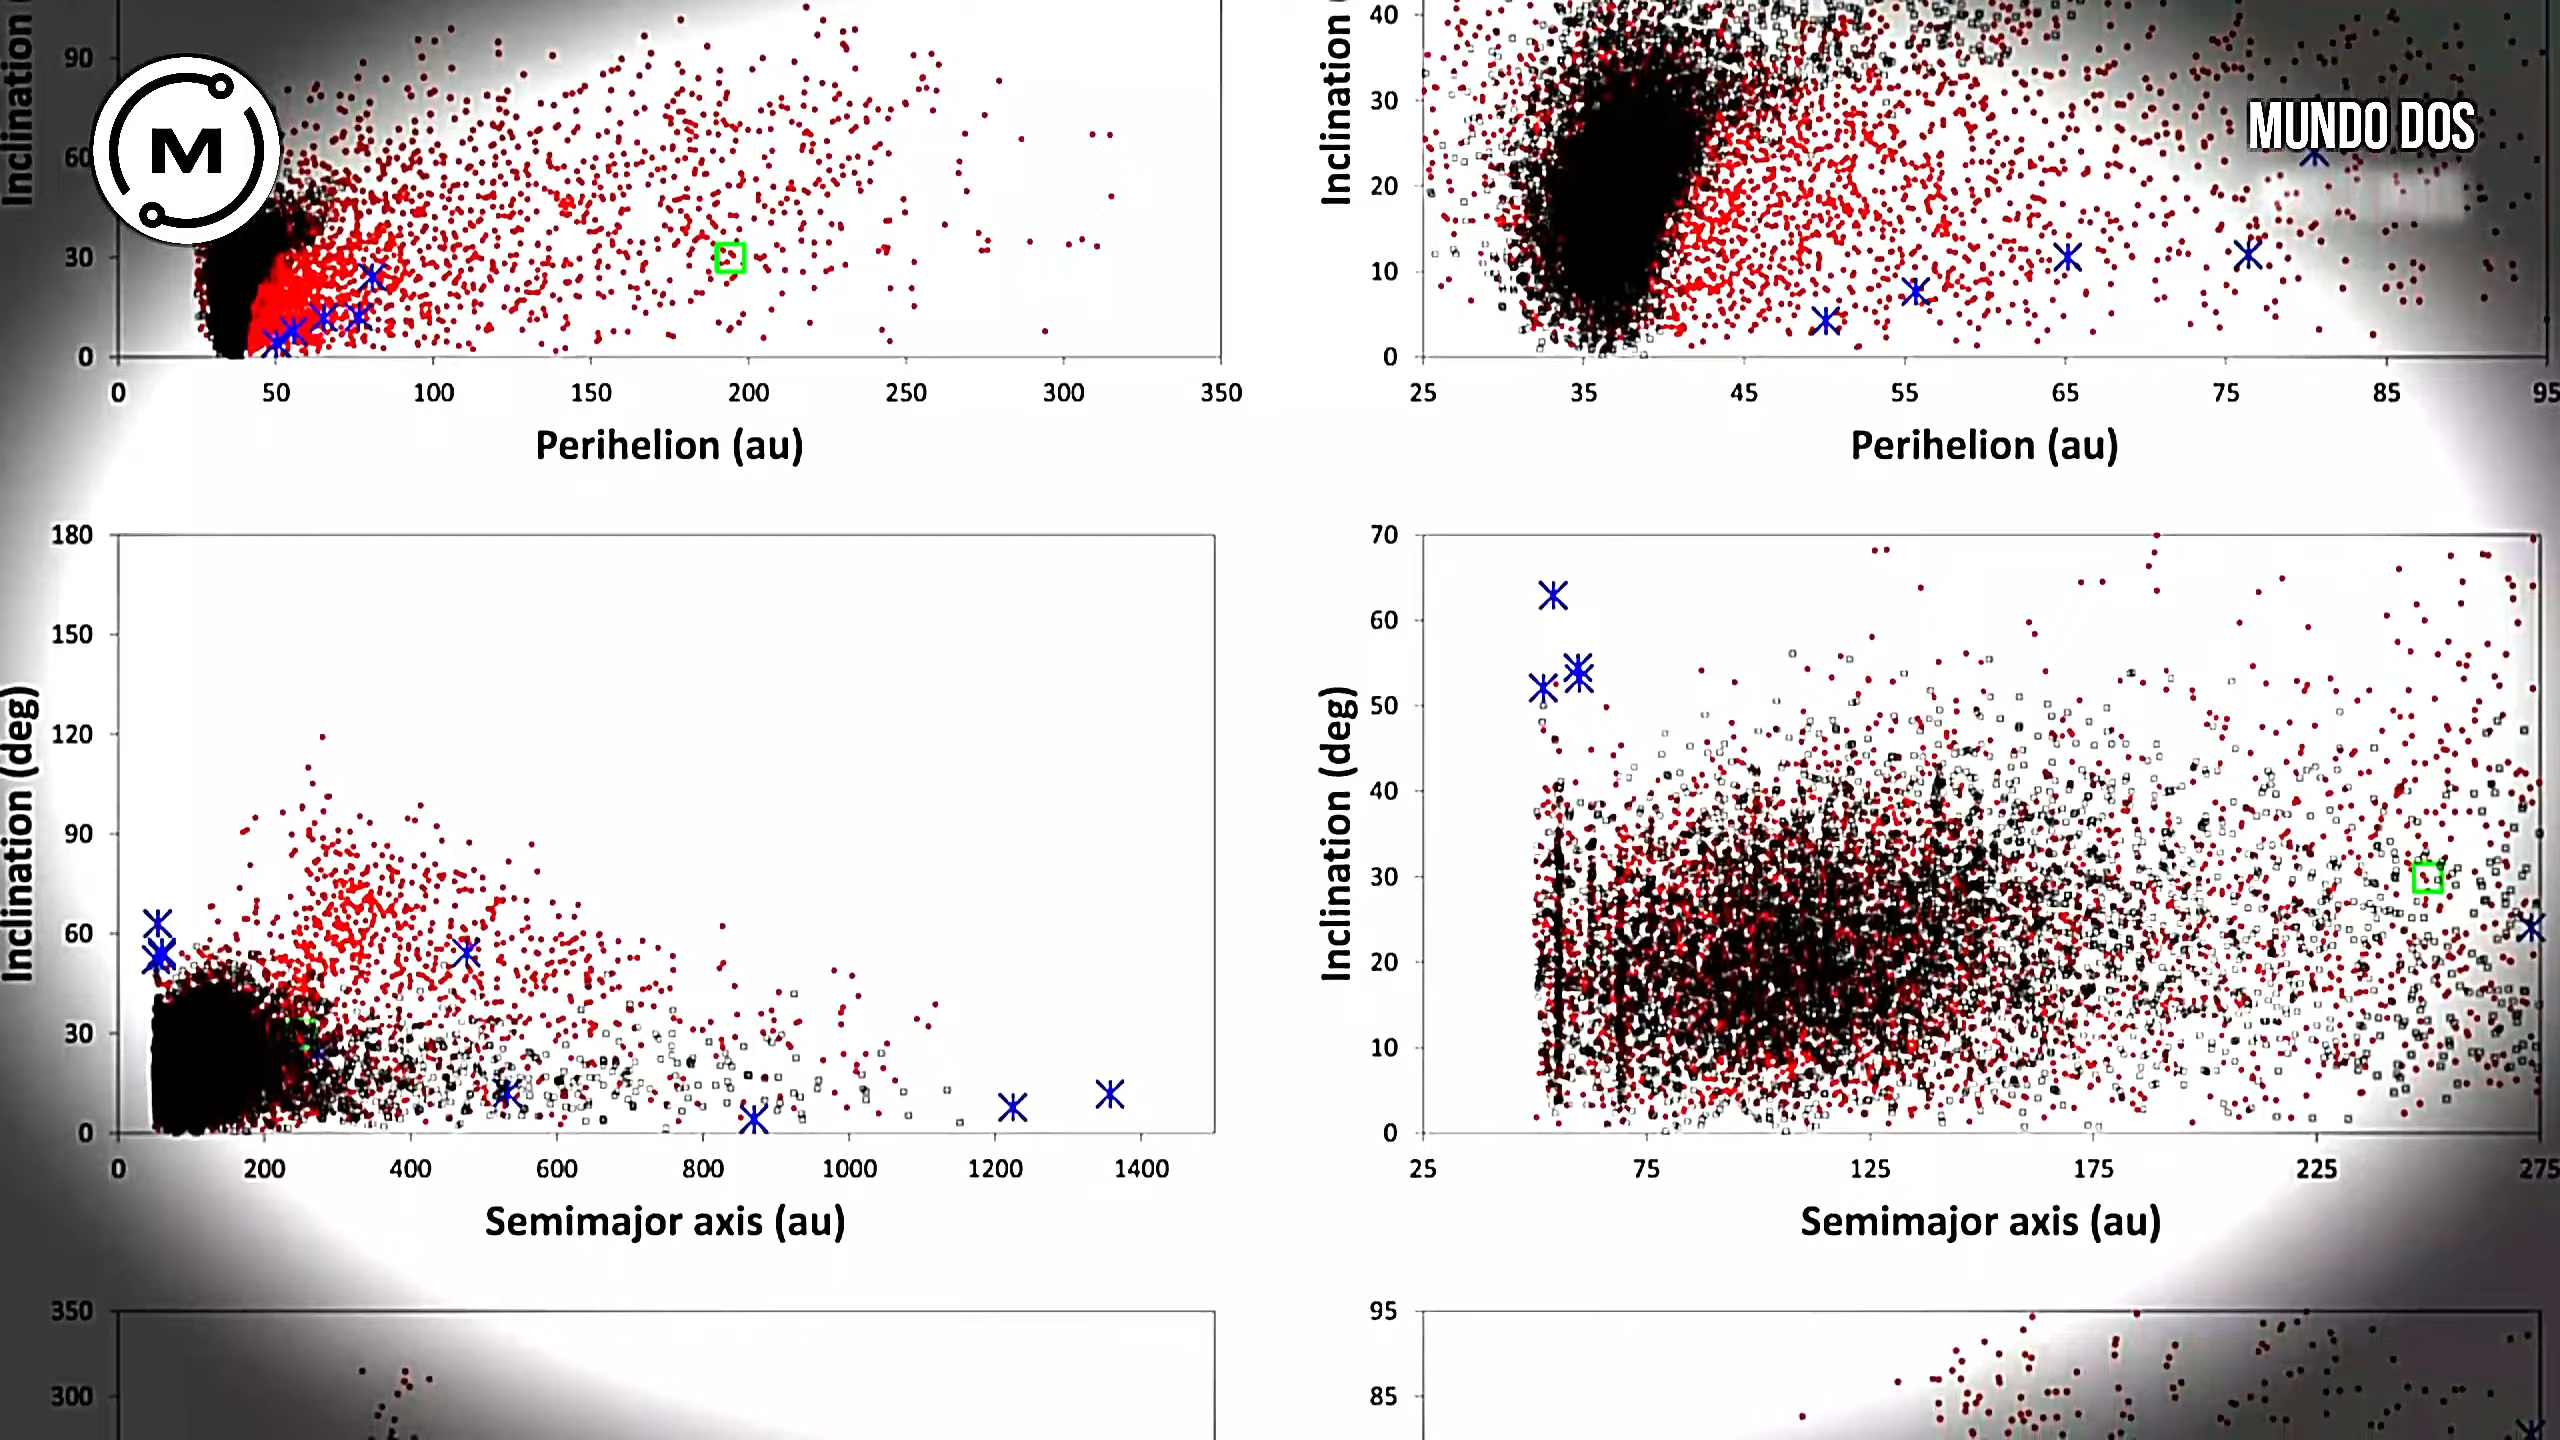 M
MUNDO DOS
Inclination
90
60
30
0
0 50 100 150 200 250 300 350
Perihelion (au)
Inclination
40
30
20
10
0
25 35 45 55 65 75 85 95
Perihelion (au)
Inclination (deg)
180
150
120
90
60
30
0
0 200 400 600 800 1000 1200 1400
Semimajor axis (au)
Inclination (deg)
70
60
50
40
30
20
10
0
25 75 125 175 225 275
Semimajor axis (au)
350
300
95
85